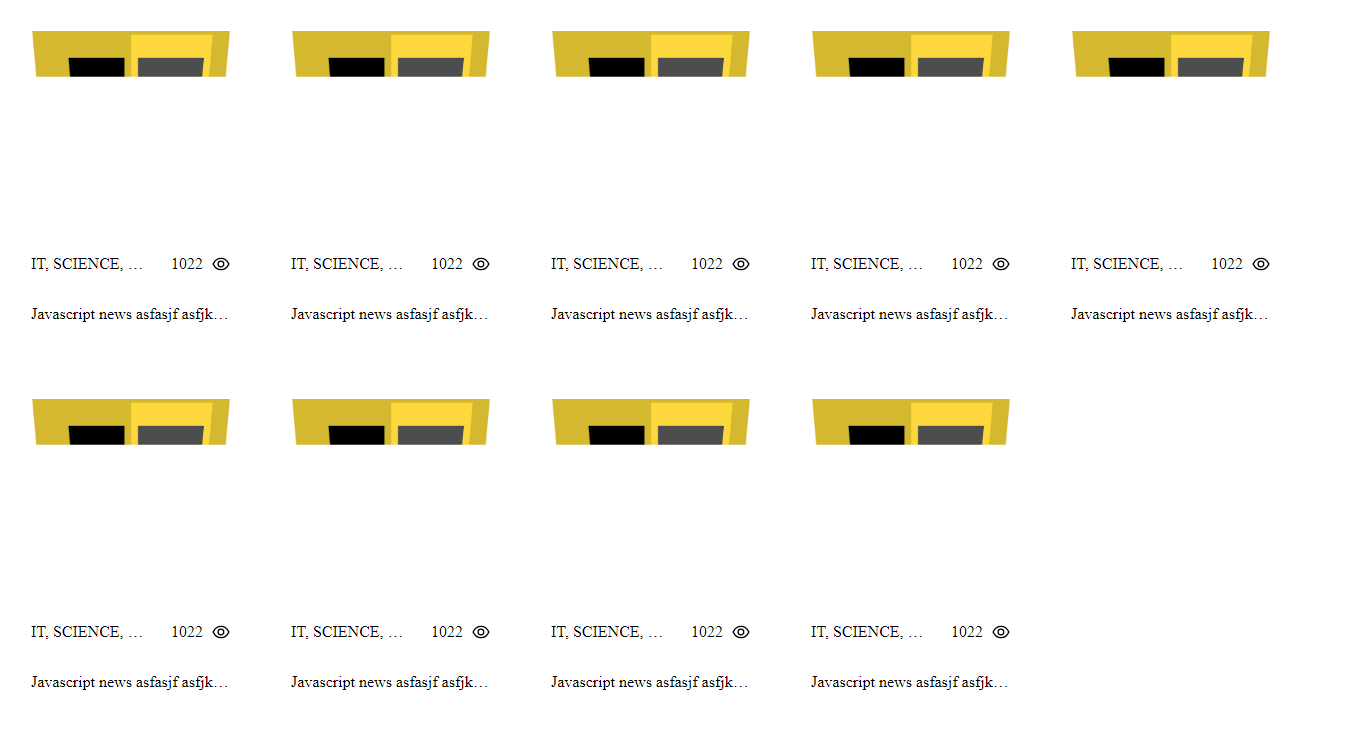 IT, SCIENCE, … 1022 IT, SCIENCE, … 1022 IT, SCIENCE, … 1022 IT, SCIENCE, … 1022 IT, SCIENCE, … 1022
Javascript news asfasjf asfjk… Javascript news asfasjf asfjk… Javascript news asfasjf asfjk… Javascript news asfasjf asfjk… Javascript news asfasjf asfjk…
IT, SCIENCE, … 1022 IT, SCIENCE, … 1022 IT, SCIENCE, … 1022 IT, SCIENCE, … 1022
Javascript news asfasjf asfjk… Javascript news asfasjf asfjk… Javascript news asfasjf asfjk… Javascript news asfasjf asfjk…